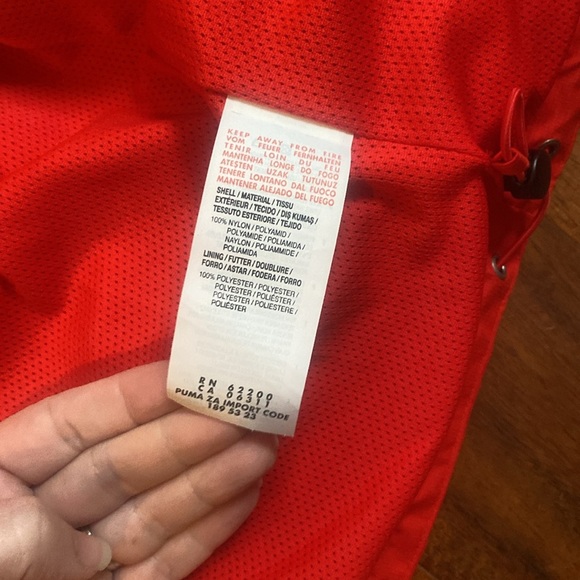 KEEP AWAY FROM FIRE
VOM FEUER FERNHALTEN
TENIR LOIN DU FEU
MANTENHA LONGE DO FOGO
ATEŞTEN UZAK TUTUNUZ
TENERE LONTANO DAL FUOCO
MANTENER ALEJADO DEL FUEGO
SHELL / MATERIAL / TISSU
EXTÉRIEUR / TECIDO / DIŞ KUMAŞ /
TESSUTO ESTERIORE / TEJIDO
100% NYLON / POLYAMID /
POLYAMIDE / POLIAMIDA /
NAYLON / POLIAMMIDE /
POLIAMIDA
LINING / FUTTER / DOUBLURE /
FORRO / ASTAR / FODERA / FORRO
100% POLYESTER / POLYESTER /
POLYESTER / POLIÉSTER /
POLYESTER / POLIESTERE /
POLIÉSTER
RN 62200
CA 06311
PUMA ZA IMPORT CODE
189 53 23